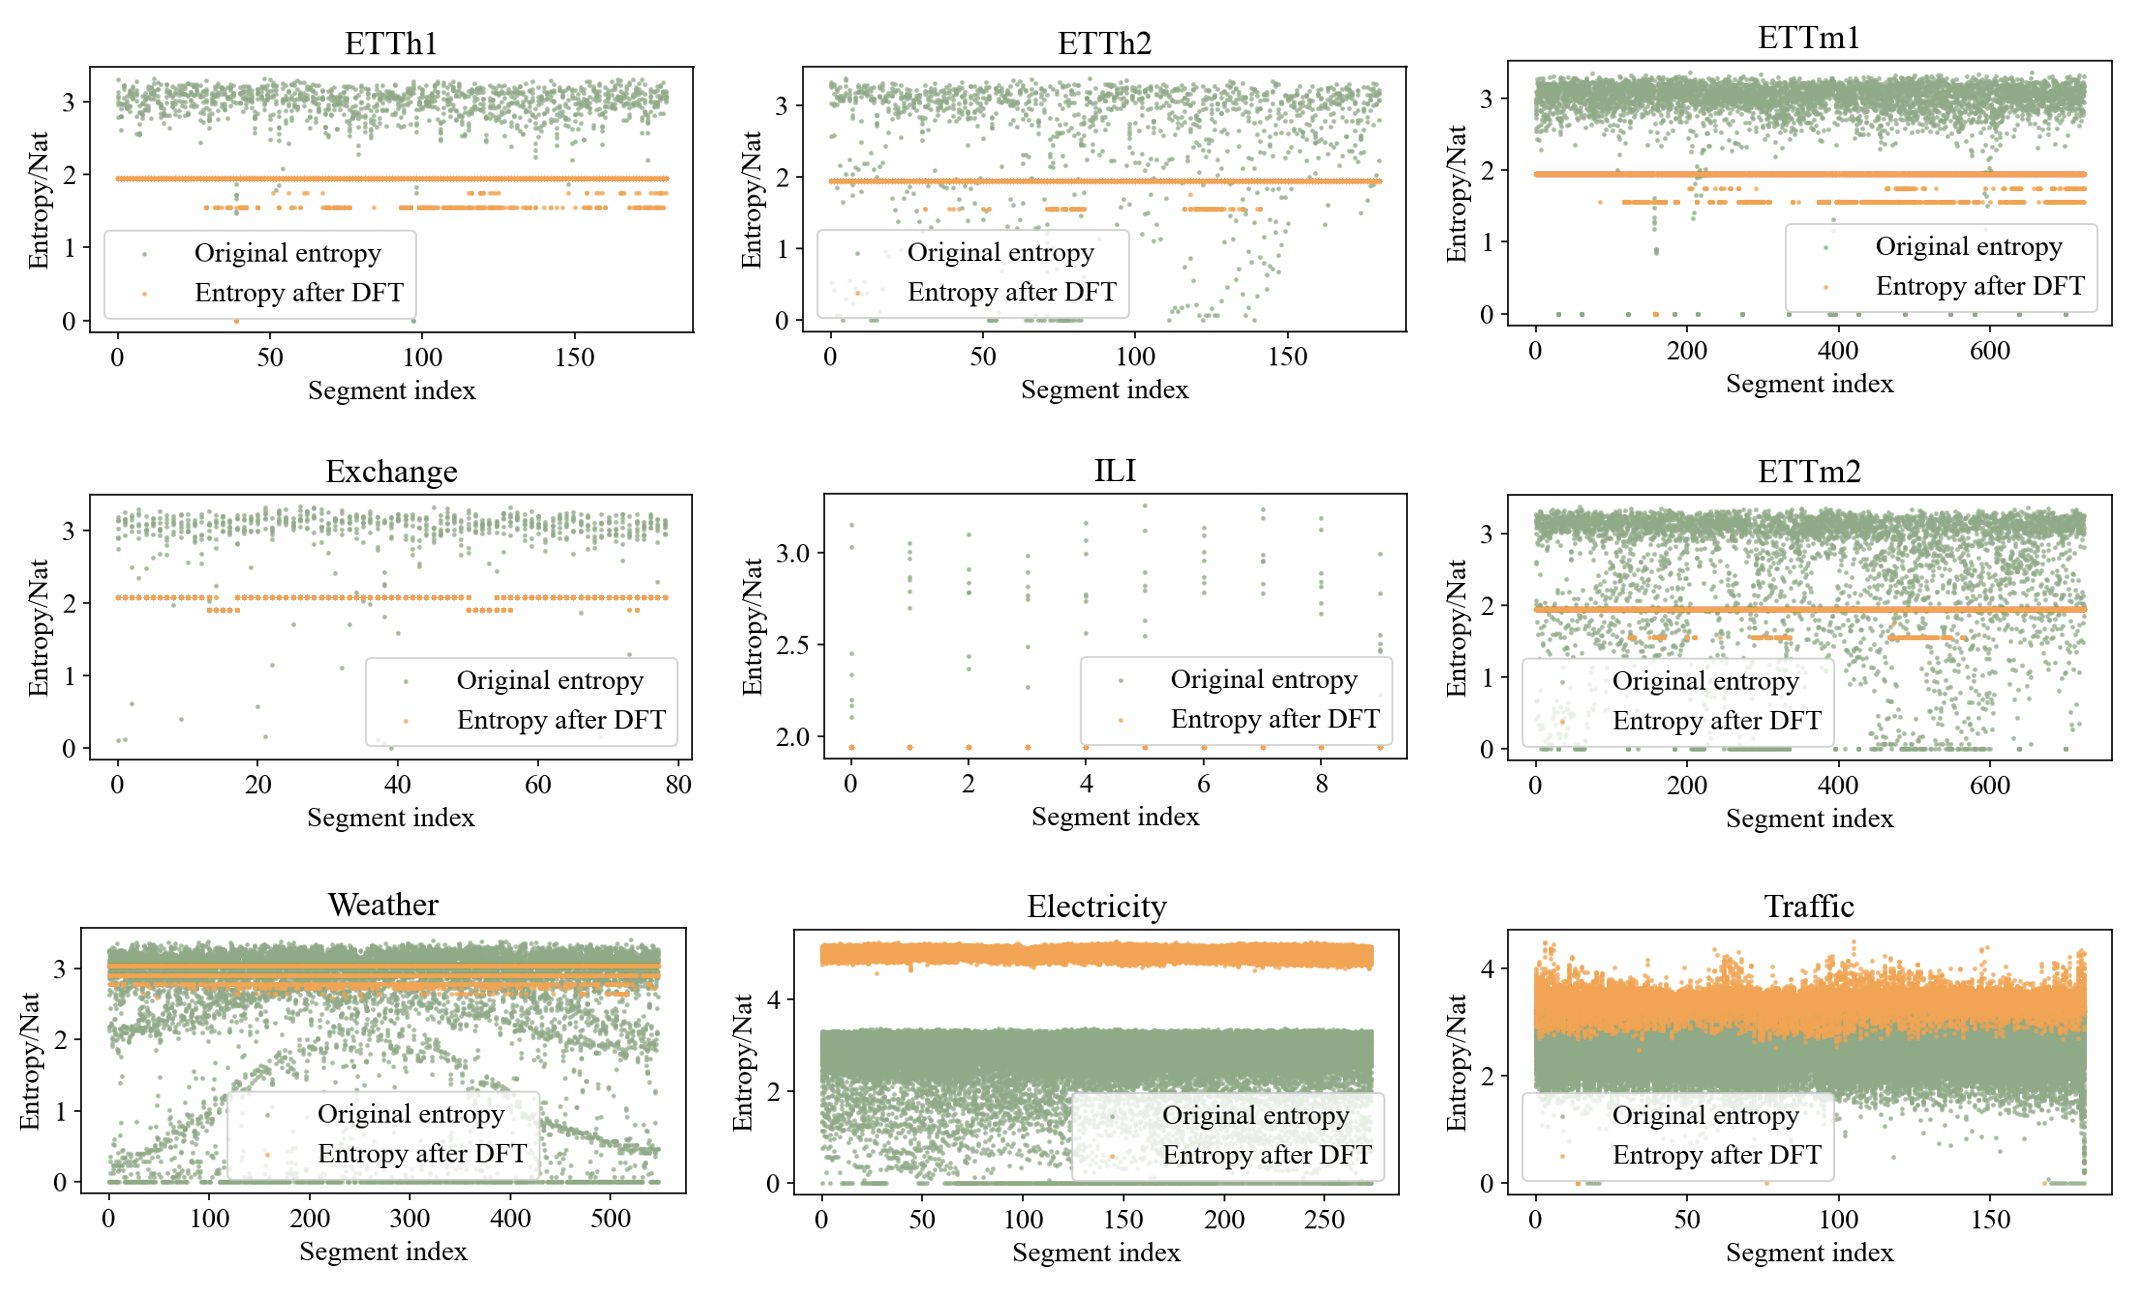 ETTh1
Entropy/Nat
3
2
1
0
Original entropy
Entropy after DFT
0 50 100 150
Segment index
ETTh2
Entropy/Nat
3
2
1
0
Original entropy
Entropy after DFT
0 50 100 150
Segment index
ETTm1
Entropy/Nat
3
2
1
0
Original entropy
Entropy after DFT
0 200 400 600
Segment index
Exchange
Entropy/Nat
3
2
1
0
Original entropy
Entropy after DFT
0 20 40 60 80
Segment index
ILI
Entropy/Nat
3.0
2.5
2.0
Original entropy
Entropy after DFT
0 2 4 6 8
Segment index
ETTm2
Entropy/Nat
3
2
1
0
Original entropy
Entropy after DFT
0 200 400 600
Segment index
Weather
Entropy/Nat
3
2
1
0
Original entropy
Entropy after DFT
0 100 200 300 400 500
Segment index
Electricity
Entropy/Nat
4
2
0
Original entropy
Entropy after DFT
0 50 100 150 200 250
Segment index
Traffic
Entropy/Nat
4
2
0
Original entropy
Entropy after DFT
0 50 100 150
Segment index